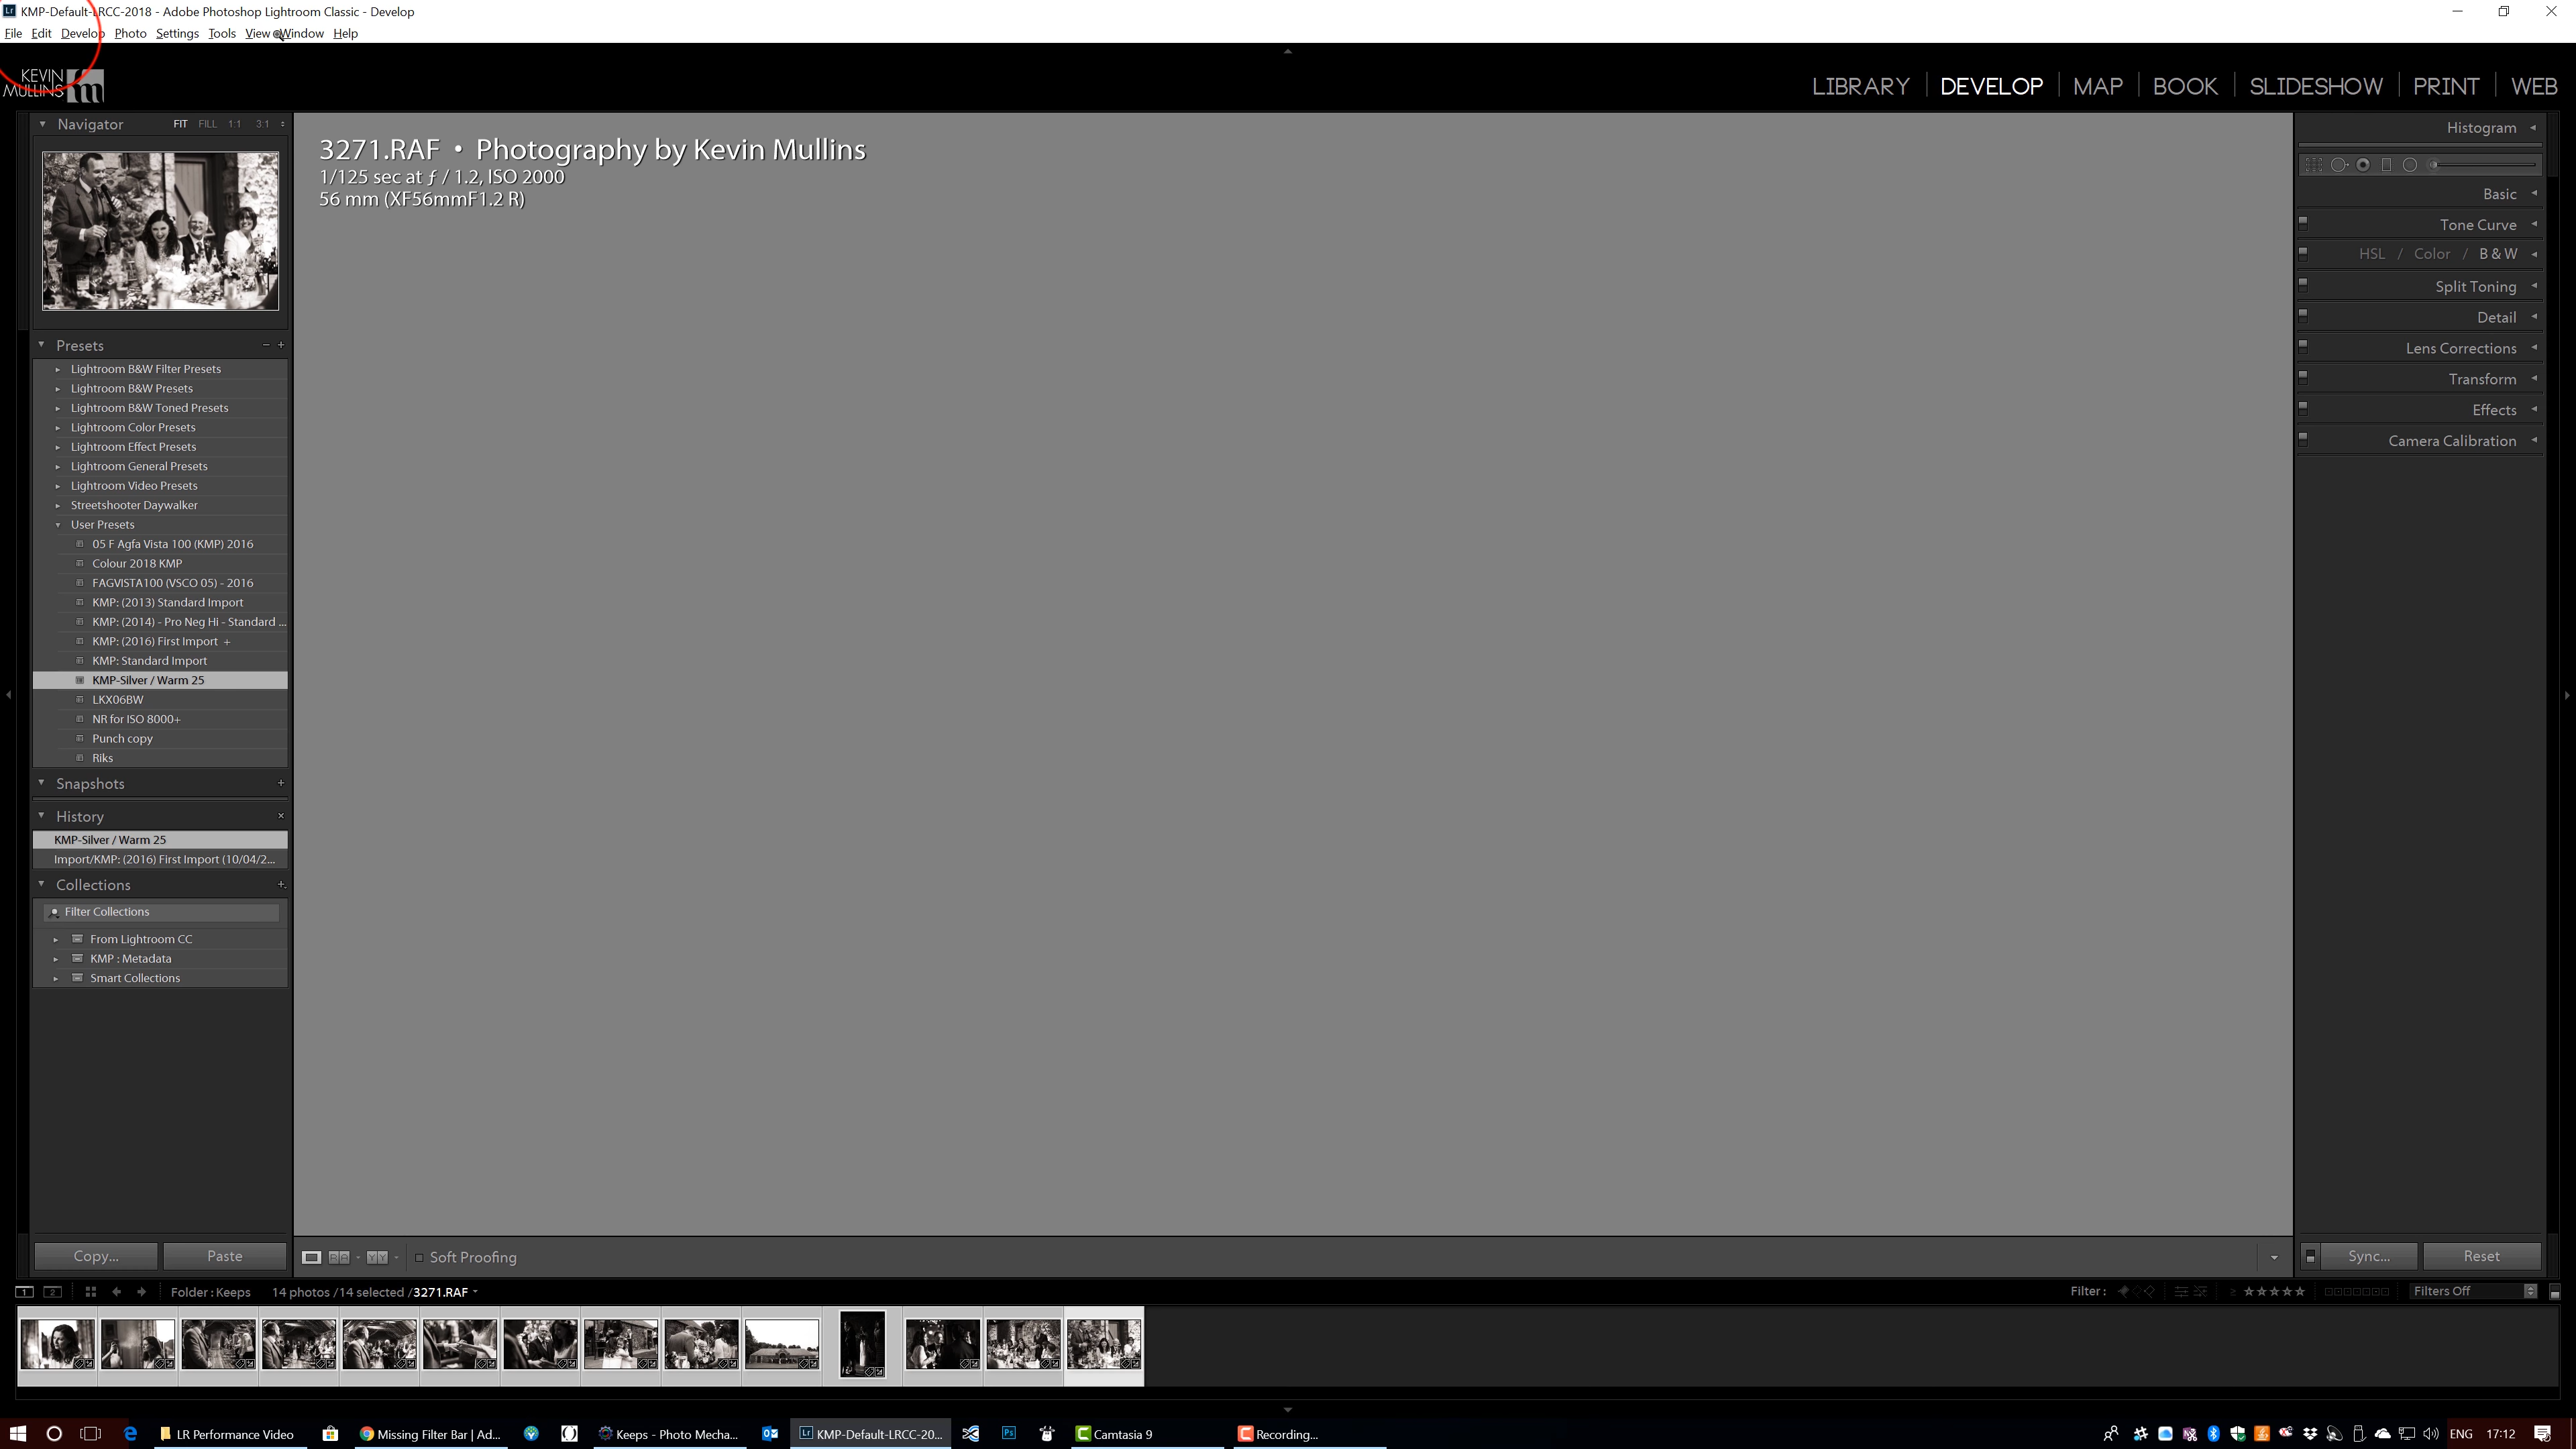 KMP-Default-LRCC-2018 - Adobe Photoshop Lightroom Classic - Develop
File Edit Develop Photo Settings Tools View Window Help
KEVIN
MULLINS
LIBRARY DEVELOP MAP BOOK SLIDESHOW PRINT WEB
Navigator FIT FILL 1:1 3:1
3271.RAF • Photography by Kevin Mullins
1/125 sec at ƒ / 1.2, ISO 2000
56 mm (XF56mmF1.2 R)
Presets
Lightroom B&W Filter Presets
Lightroom B&W Presets
Lightroom B&W Toned Presets
Lightroom Color Presets
Lightroom Effect Presets
Lightroom General Presets
Lightroom Video Presets
Streetshooter Daywalker
User Presets
05 F Agfa Vista 100 (KMP) 2016
Colour 2018 KMP
FAGVISTA100 (VSCO 05) - 2016
KMP: (2013) Standard Import
KMP: (2014) - Pro Neg Hi - Standard ...
KMP: (2016) First Import +
KMP: Standard Import
KMP-Silver / Warm 25
LKX06BW
NR for ISO 8000+
Punch copy
Riks
Snapshots
History
KMP-Silver / Warm 25
Import/KMP: (2016) First Import (10/04/2...
Collections
Filter Collections
From Lightroom CC
KMP : Metadata
Smart Collections
Copy... Paste
Soft Proofing
Histogram
Basic
Tone Curve
HSL / Color / B & W
Split Toning
Detail
Lens Corrections
Transform
Effects
Camera Calibration
Sync... Reset
1 2 Folder : Keeps 14 photos / 14 selected / 3271.RAF
Filter : ≥ ★★★★★ Filters Off
LR Performance Video Missing Filter Bar | Ad... Keeps - Photo Mecha... KMP-Default-LRCC-20... Camtasia 9 Recording... ENG 17:12